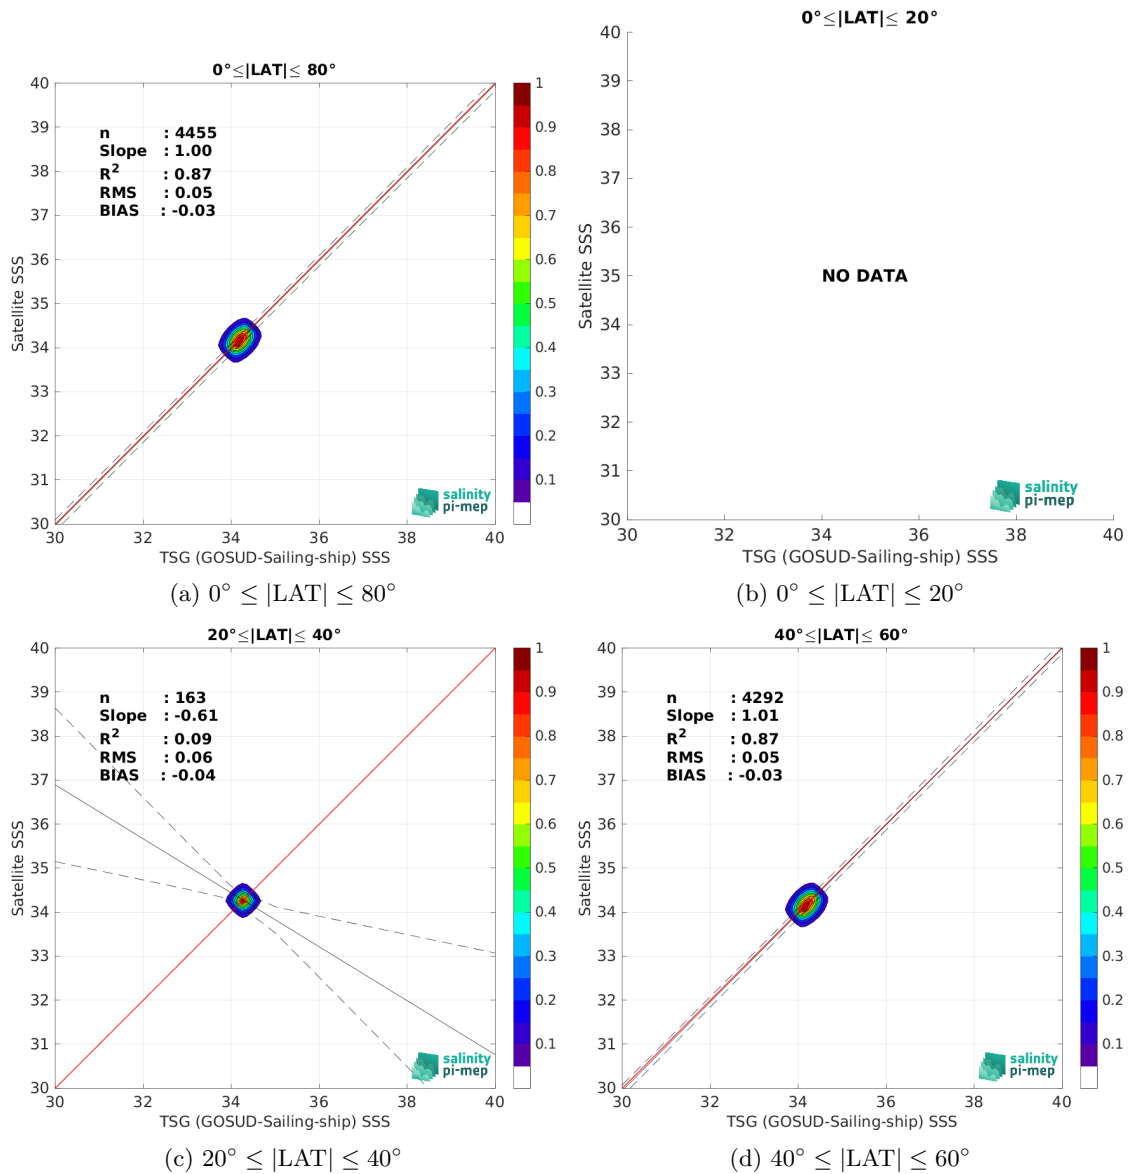 0°≤|LAT|≤ 80°
n : 4455
Slope : 1.00
R² : 0.87
RMS : 0.05
BIAS : -0.03
40
39
38
37
36
35
34
33
32
31
30
Satellite SSS
30 32 34 36 38 40
TSG (GOSUD-Sailing-ship) SSS
1
0.9
0.8
0.7
0.6
0.5
0.4
0.3
0.2
0.1
salinity
pi-mep
(a) 0° ≤ |LAT| ≤ 80°
0°≤|LAT|≤ 20°
40
39
38
37
36
35
34
33
32
31
30
Satellite SSS
NO DATA
salinity
pi-mep
30 32 34 36 38 40
TSG (GOSUD-Sailing-ship) SSS
(b) 0° ≤ |LAT| ≤ 20°
20°≤|LAT|≤ 40°
n : 163
Slope : -0.61
R² : 0.09
RMS : 0.06
BIAS : -0.04
40
39
38
37
36
35
34
33
32
31
30
Satellite SSS
30 32 34 36 38 40
TSG (GOSUD-Sailing-ship) SSS
1
0.9
0.8
0.7
0.6
0.5
0.4
0.3
0.2
0.1
salinity
pi-mep
(c) 20° ≤ |LAT| ≤ 40°
40°≤|LAT|≤ 60°
n : 4292
Slope : 1.01
R² : 0.87
RMS : 0.05
BIAS : -0.03
40
39
38
37
36
35
34
33
32
31
30
Satellite SSS
30 32 34 36 38 40
TSG (GOSUD-Sailing-ship) SSS
1
0.9
0.8
0.7
0.6
0.5
0.4
0.3
0.2
0.1
salinity
pi-mep
(d) 40° ≤ |LAT| ≤ 60°